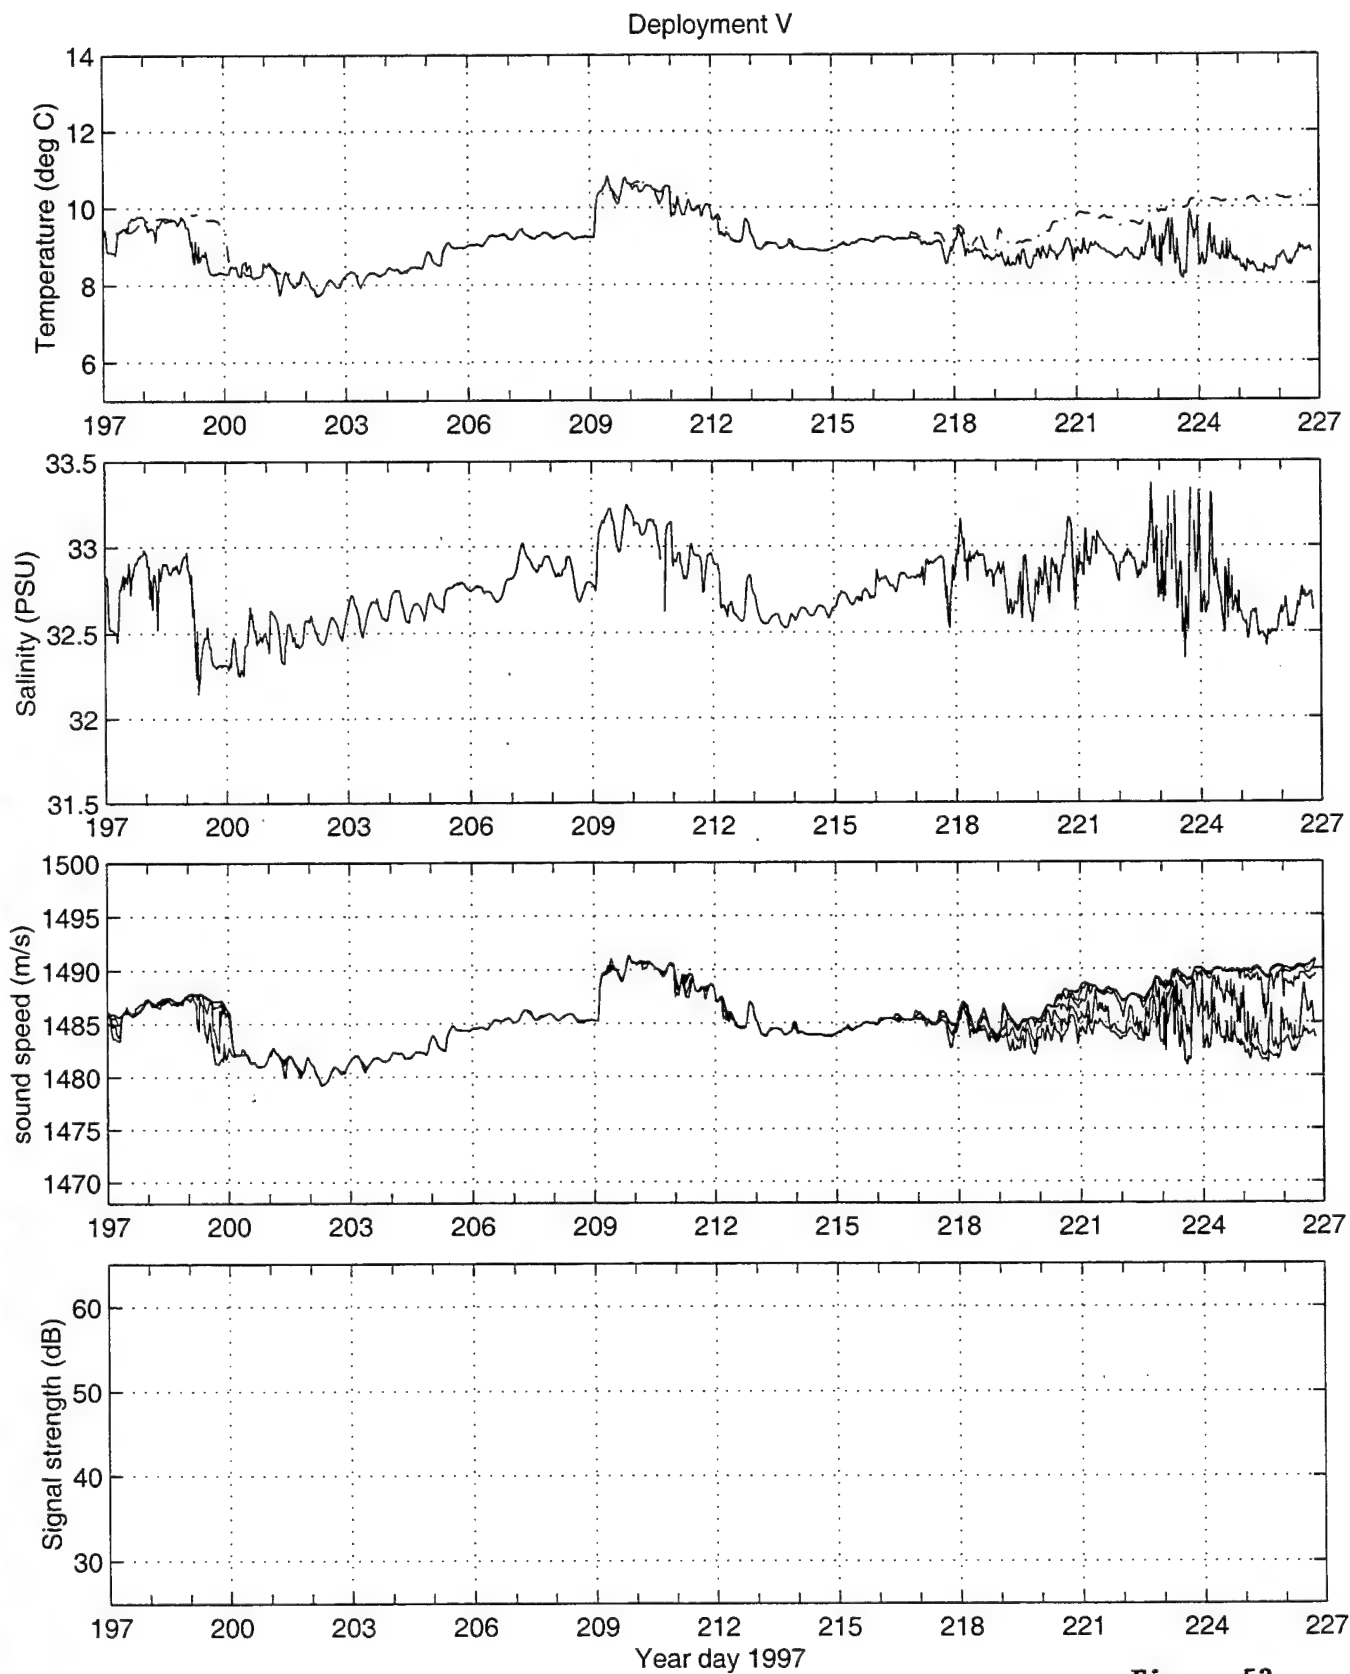 Deployment V
14
12
10
8
6
Temperature (deg C)
197 200 203 206 209 212 215 218 221 224 227
33.5
33
32.5
32
31.5
Salinity (PSU)
197 200 203 206 209 212 215 218 221 224 227
1500
1495
1490
1485
1480
1475
1470
sound speed (m/s)
197 200 203 206 209 212 215 218 221 224 227
60
50
40
30
Signal strength (dB)
197 200 203 206 209 212 215 218 221 224 227
Year day 1997